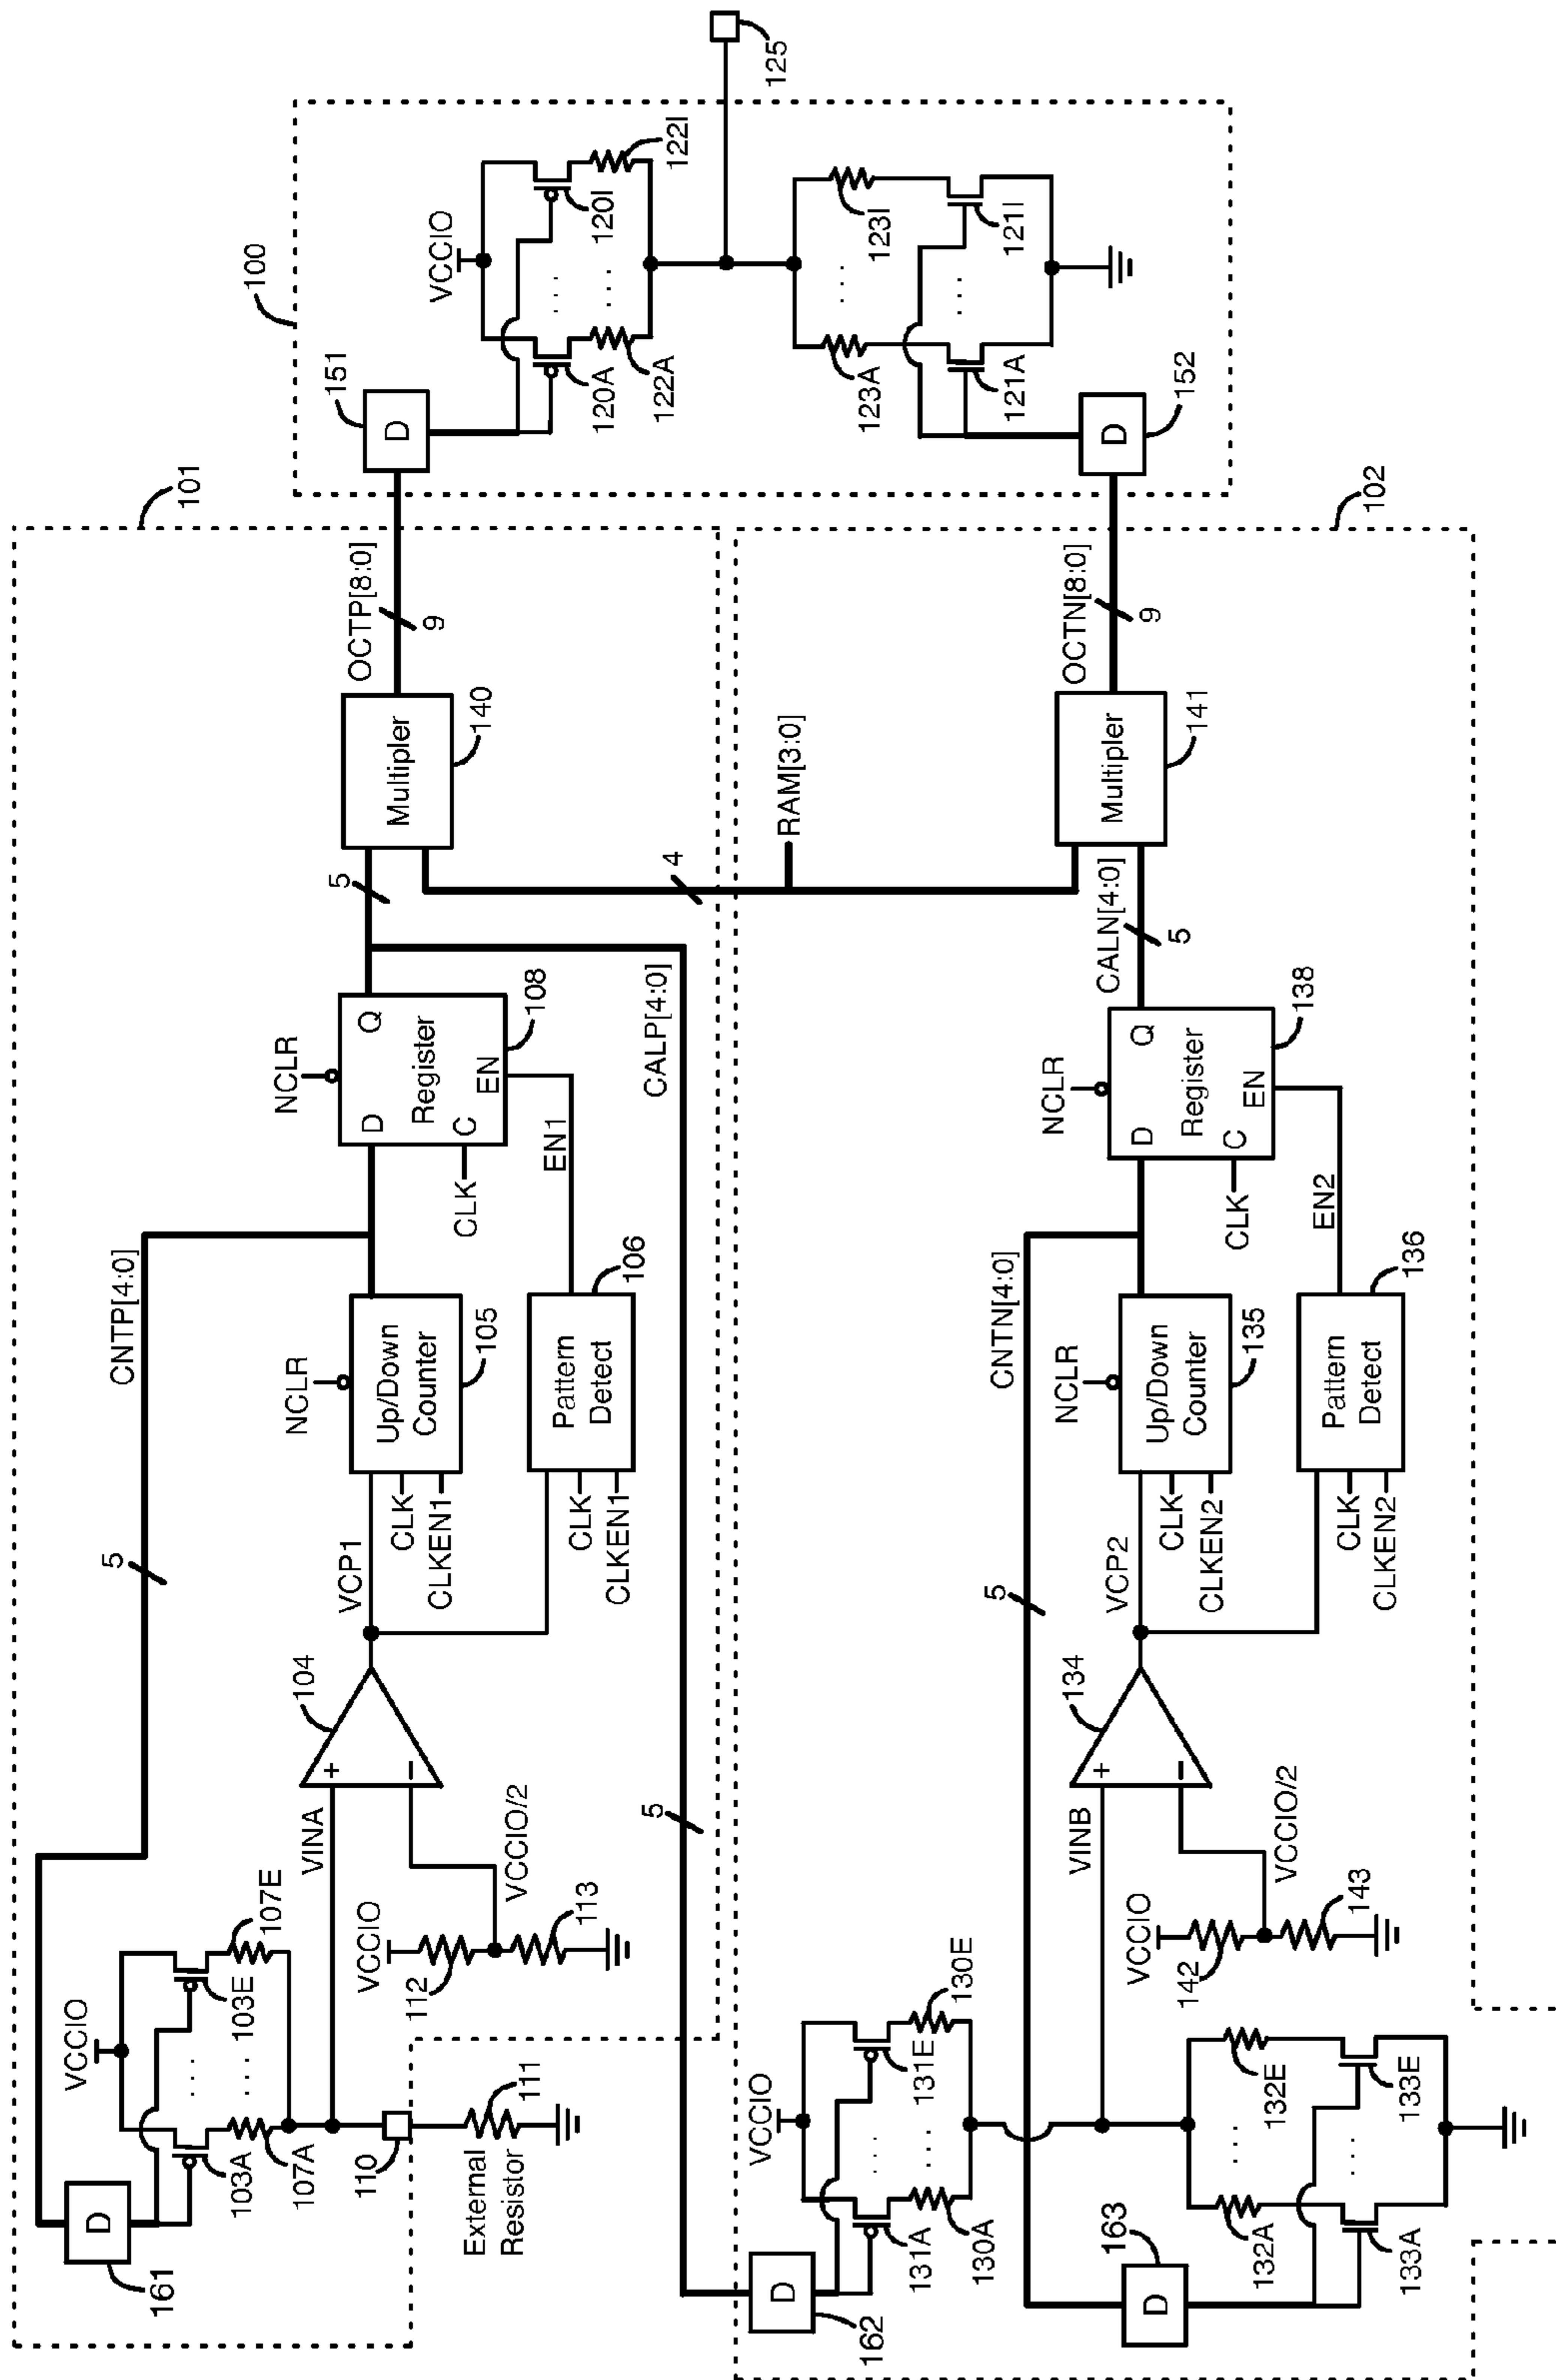 101
CNTP[4:0]
5
161
D
VCCIO
103A
103E
107A
107E
...
...
110
111
External
Resistor
VINA
VCCIO
112
113
VCCIO/2
104
+
−
VCP1
CLK
CLKEN1
NCLR
Up/Down
Counter
105
Pattern
Detect
106
CLK
CLKEN1
EN1
NCLR
D
Q
Register
C
EN
CLK
108
5
CALP[4:0]
5
4
RAM[3:0]
Multipler
140
OCTP[8:0]
9
100
151
D
VCCIO
120A
120I
122A
122I
...
...
125
123A
123I
...
...
121A
121I
D
152
102
162
D
VCCIO
131A
131E
130A
130E
...
...
163
D
132A
132E
...
...
133A
133E
VINB
VCCIO
142
143
VCCIO/2
134
+
−
VCP2
CNTN[4:0]
5
CLK
CLKEN2
NCLR
Up/Down
Counter
135
Pattern
Detect
136
CLK
CLKEN2
EN2
NCLR
D
Q
Register
C
EN
CLK
138
CALN[4:0]
5
Multipler
141
OCTN[8:0]
9